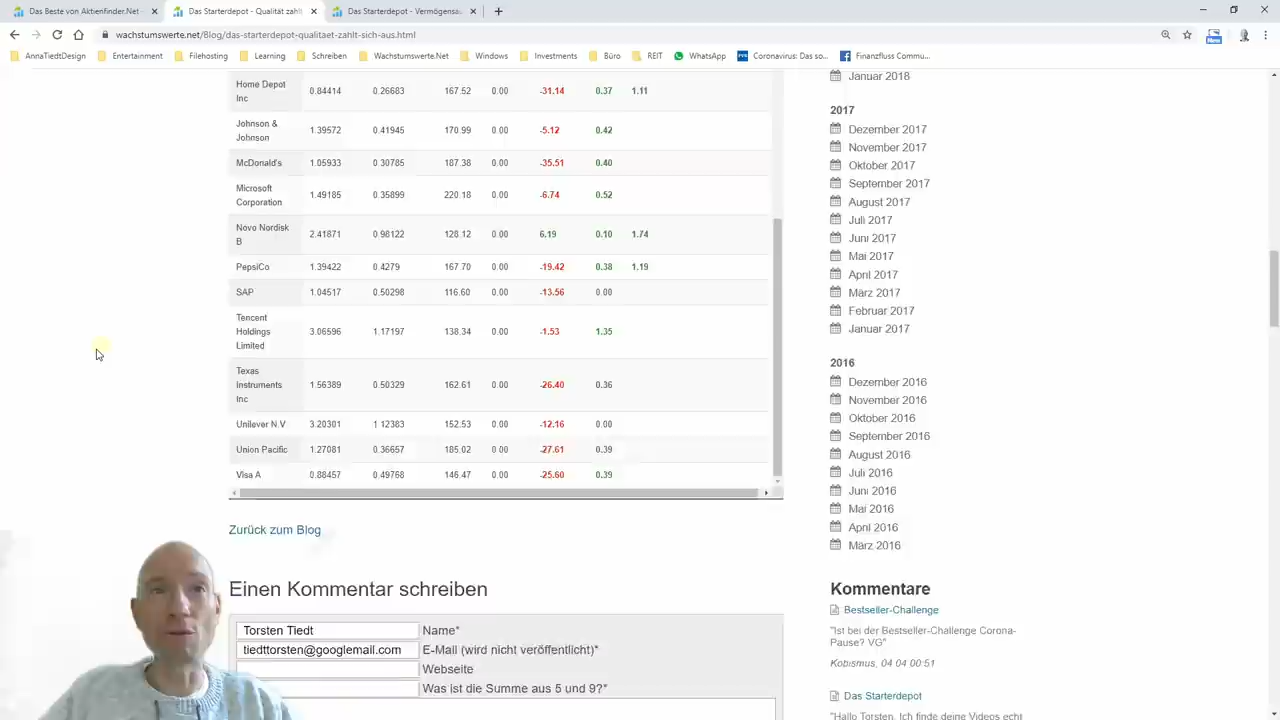 Das Beste von Aktienfinder.Net
Das Starterdepot - Qualität zahlt
Das Starterdepot - Vermögensa
wachstumswerte.net/Blog/das-starterdepot-qualitaet-zahlt-sich-aus.html
AnnaTiedtDesign
Entertainment
Filehosting
Learning
Schreiben
Wachstumswerte.Net
Windows
Investments
Büro
REIT
WhatsApp
Coronavirus: Das so...
Finanzfluss Commu...
Home Depot Inc 0.84414 0.26683 167.52 0.00 -31.14 0.37 1.11
Johnson & Johnson 1.39572 0.41945 170.99 0.00 -5.12 0.42
McDonald's 1.05933 0.30785 187.38 0.00 -35.51 0.40
Microsoft Corporation 1.49185 0.35899 220.18 0.00 -6.74 0.52
Novo Nordisk B 2.41871 0.98122 128.12 0.00 6.19 0.10 1.74
PepsiCo 1.39422 0.4279 167.70 0.00 -19.42 0.38 1.19
SAP 1.04517 0.50298 116.60 0.00 -13.56 0.00
Tencent Holdings Limited 3.06596 1.17197 138.34 0.00 -1.53 1.35
Texas Instruments Inc 1.56389 0.50329 162.61 0.00 -26.40 0.36
Unilever N.V 3.20301 1.12383 152.53 0.00 -12.16 0.00
Union Pacific 1.27081 0.36657 185.02 0.00 -27.61 0.39
Visa A 0.88457 0.49768 146.47 0.00 -25.60 0.39
Zurück zum Blog
Einen Kommentar schreiben
Torsten Tiedt Name*
tiedttorsten@googlemail.com E-Mail (wird nicht veröffentlicht)*
Webseite
Was ist die Summe aus 5 und 9?*
Januar 2018
2017
Dezember 2017
November 2017
Oktober 2017
September 2017
August 2017
Juli 2017
Juni 2017
Mai 2017
April 2017
März 2017
Februar 2017
Januar 2017
2016
Dezember 2016
November 2016
Oktober 2016
September 2016
August 2016
Juli 2016
Juni 2016
Mai 2016
April 2016
März 2016
Kommentare
Bestseller-Challenge
"Ist bei der Bestseller-Challenge Corona-
Pause? VG"
Kobismus, 04 04 00:51
Das Starterdepot
"Hallo Torsten, Ich finde deine Videos echt